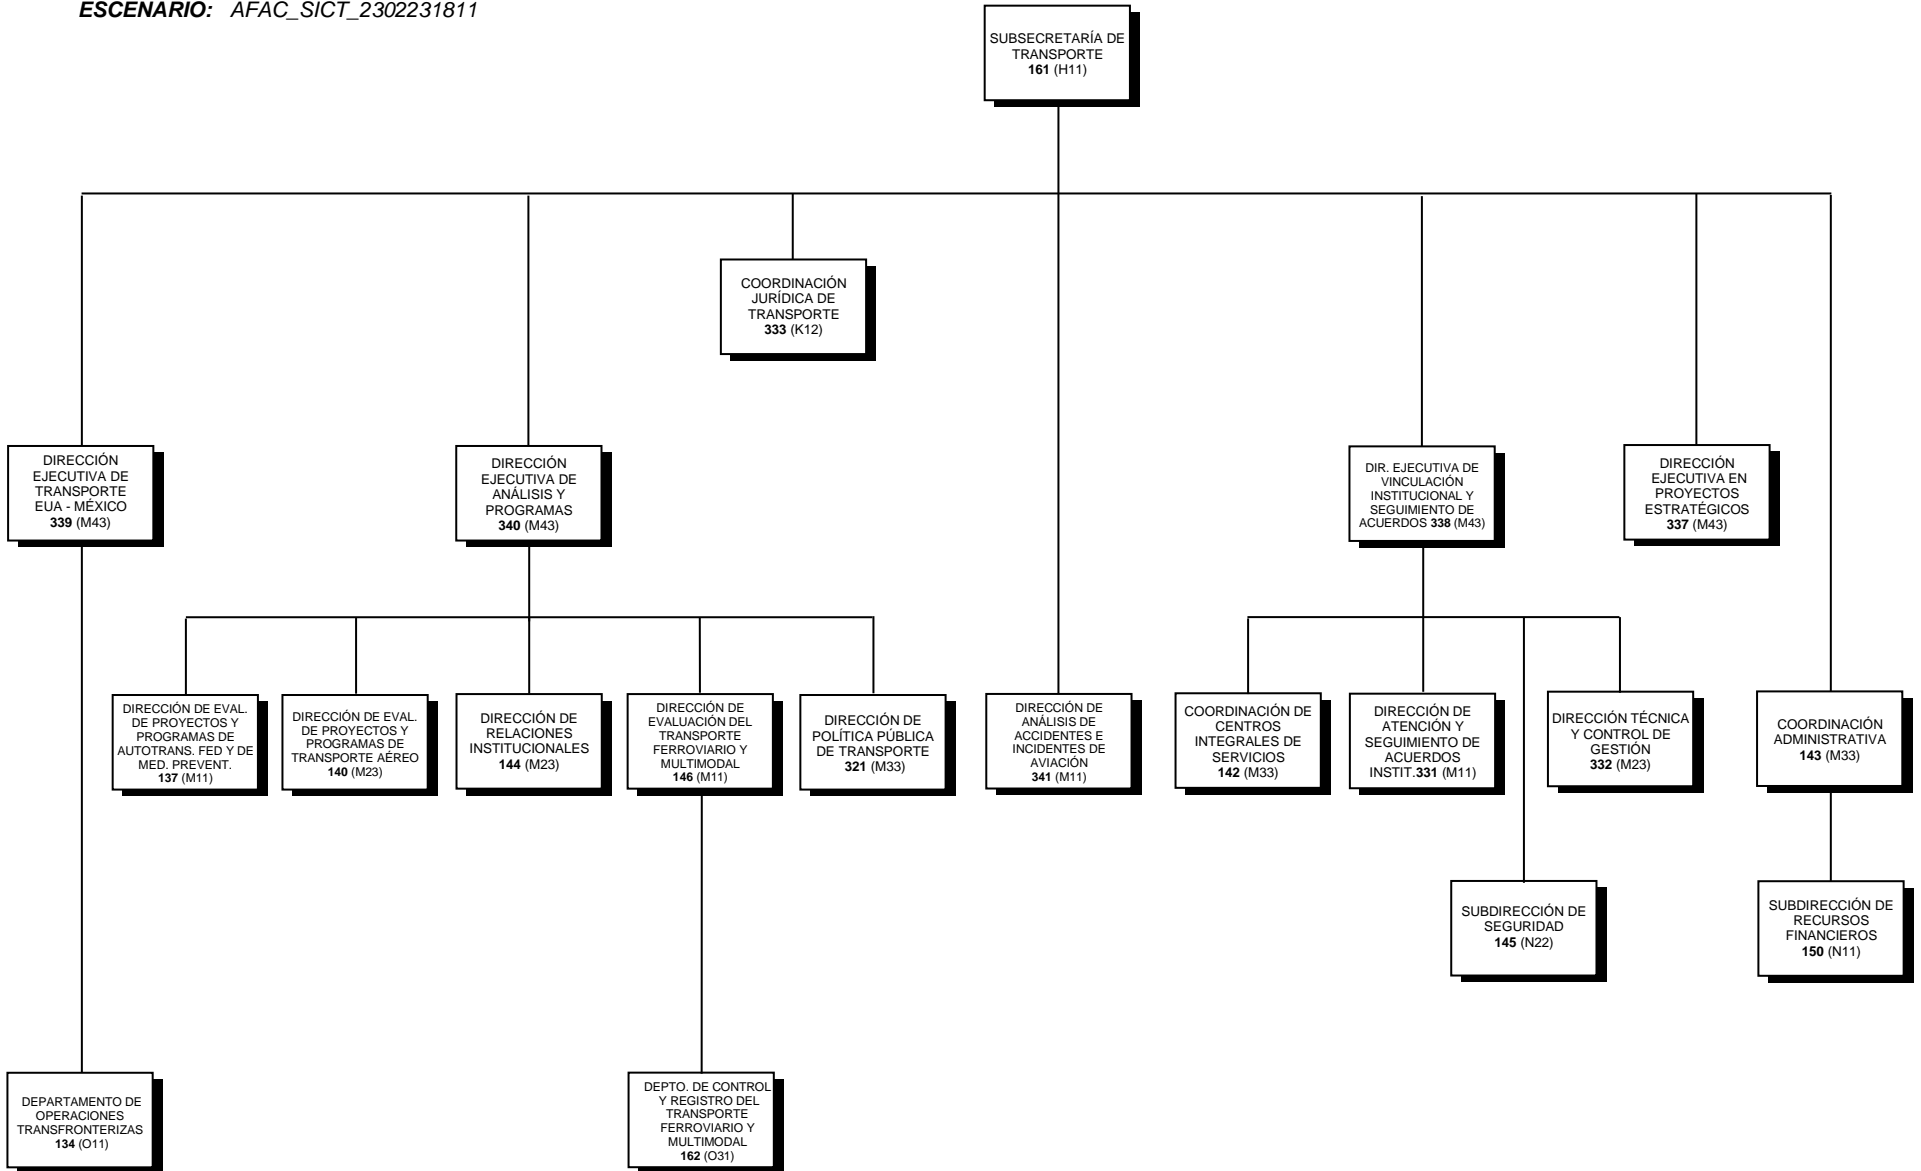 ESCENARIO: AFAC_SICT_2302231811
SUBSECRETARÍA DE
TRANSPORTE
161 (H11)
COORDINACIÓN
JURÍDICA DE
TRANSPORTE
333 (K12)
DIRECCIÓN
EJECUTIVA DE
TRANSPORTE
EUA - MÉXICO
339 (M43)
DIRECCIÓN
EJECUTIVA DE
ANÁLISIS Y
PROGRAMAS
340 (M43)
DIR. EJECUTIVA DE
VINCULACIÓN
INSTITUCIONAL Y
SEGUIMIENTO DE
ACUERDOS 338 (M43)
DIRECCIÓN
EJECUTIVA EN
PROYECTOS
ESTRATÉGICOS
337 (M43)
DIRECCIÓN DE EVAL.
DE PROYECTOS Y
PROGRAMAS DE
AUTOTRANS. FED Y DE
MED. PREVENT.
137 (M11)
DIRECCIÓN DE EVAL.
DE PROYECTOS Y
PROGRAMAS DE
TRANSPORTE AÉREO
140 (M23)
DIRECCIÓN DE
RELACIONES
INSTITUCIONALES
144 (M23)
DIRECCIÓN DE
EVALUACIÓN DEL
TRANSPORTE
FERROVIARIO Y
MULTIMODAL
146 (M11)
DIRECCIÓN DE
POLÍTICA PÚBLICA
DE TRANSPORTE
321 (M33)
DIRECCIÓN DE
ANÁLISIS DE
ACCIDENTES E
INCIDENTES DE
AVIACIÓN
341 (M11)
COORDINACIÓN DE
CENTROS
INTEGRALES DE
SERVICIOS
142 (M33)
DIRECCIÓN DE
ATENCIÓN Y
SEGUIMIENTO DE
ACUERDOS
INSTIT.331 (M11)
DIRECCIÓN TÉCNICA
Y CONTROL DE
GESTIÓN
332 (M23)
COORDINACIÓN
ADMINISTRATIVA
143 (M33)
SUBDIRECCIÓN DE
SEGURIDAD
145 (N22)
SUBDIRECCIÓN DE
RECURSOS
FINANCIEROS
150 (N11)
DEPARTAMENTO DE
OPERACIONES
TRANSFRONTERIZAS
134 (O11)
DEPTO. DE CONTROL
Y REGISTRO DEL
TRANSPORTE
FERROVIARIO Y
MULTIMODAL
162 (O31)